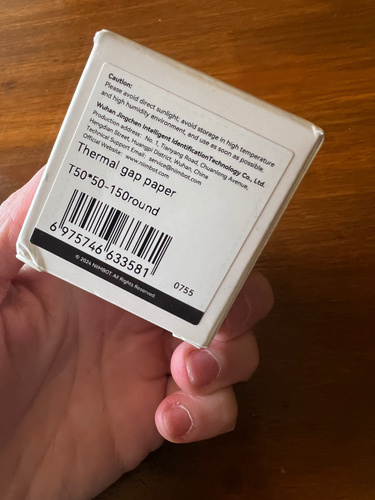 Caution:
Please avoid direct sunlight, avoid storage in high temperature
and high humidity environment, and use as soon as possible.
Wuhan Jingchen Intelligent IdentificationTechnology Co., Ltd.
Production address: No. 1, Tianyang Road, Chuanlong Avenue,
Hengdian Street, Huangpi District, Wuhan, China
Technical Support Email: service@niimbot.com
Official Website: www.niimbot.com
Thermal gap paper
T50*50-150round
6 975746 633581
0755
© 2024 NIIMBOT All Rights Reserved